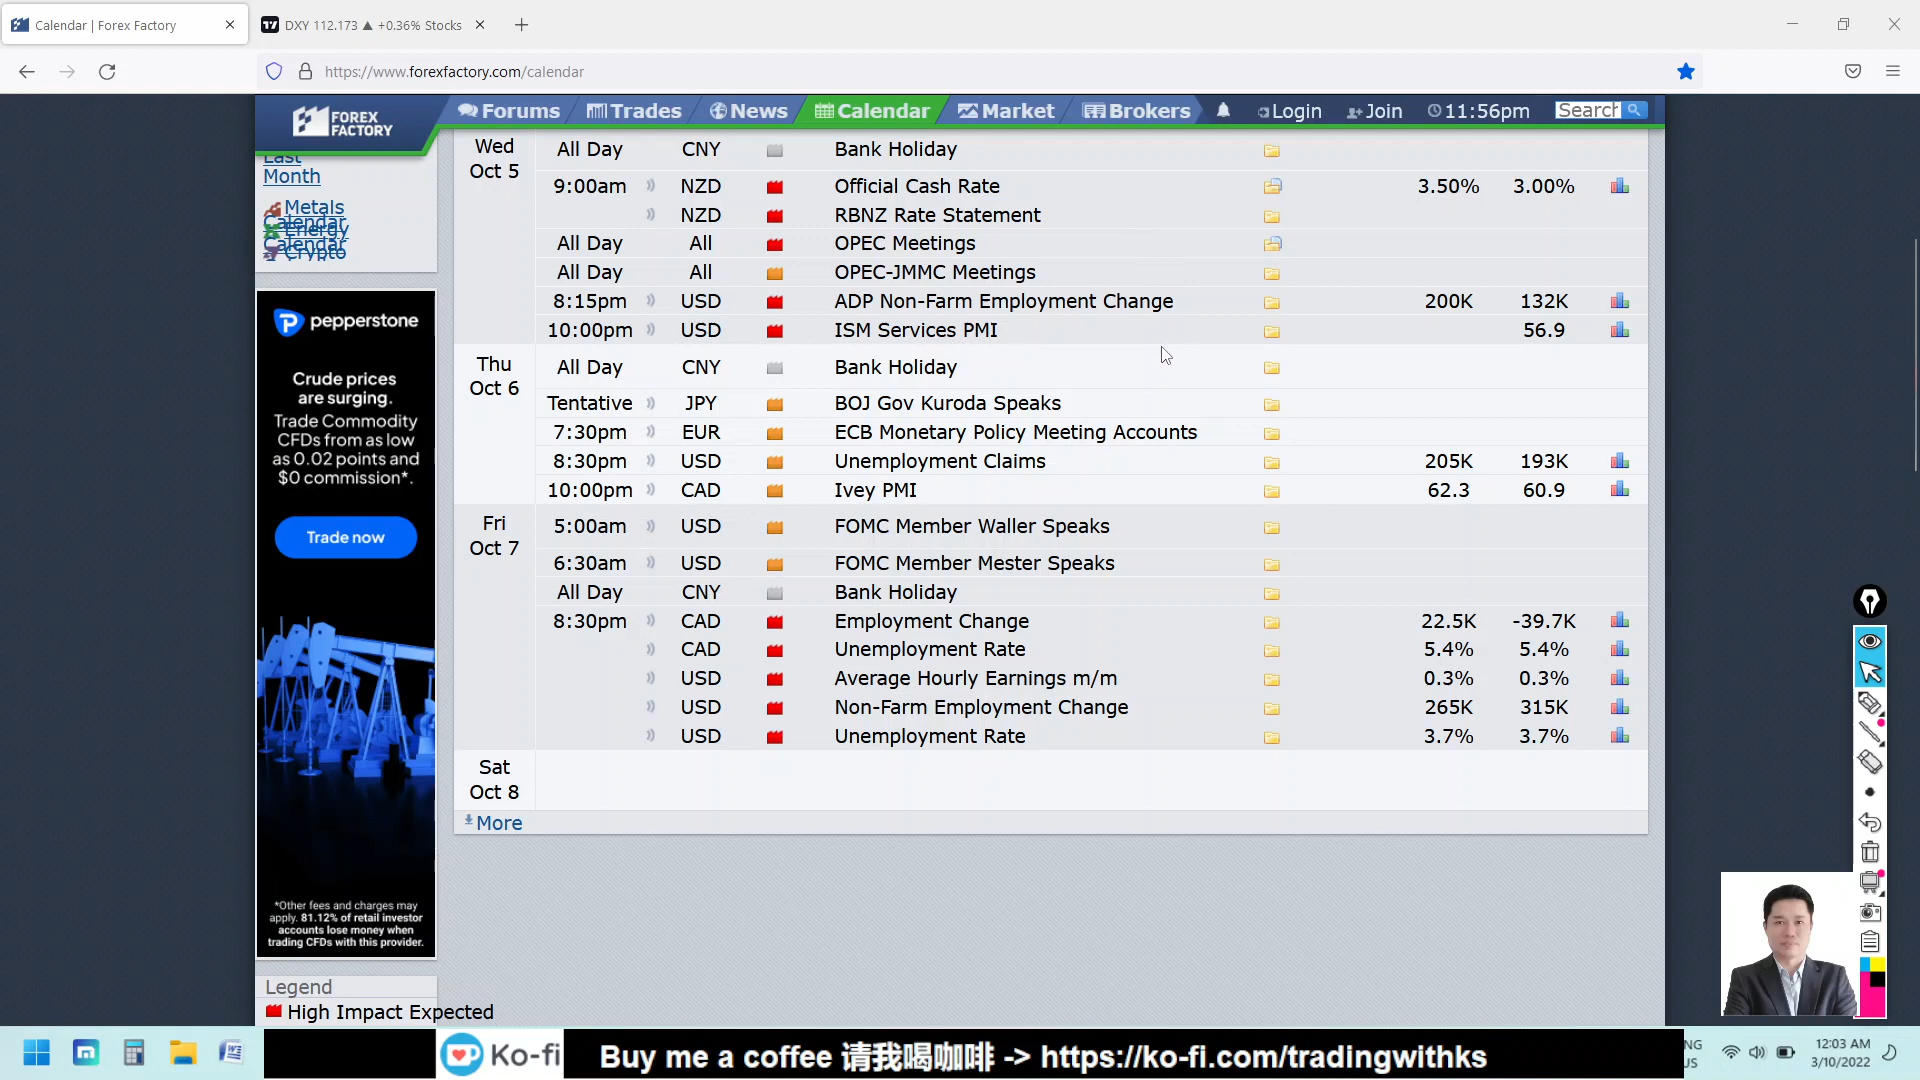 Calendar | Forex Factory
DXY 112.173 ▲ +0.36% Stocks
https://www.forexfactory.com/calendar
FOREX FACTORY
Forums Trades News Calendar Market Brokers Login Join 11:56pm Search
Last
Month
Metals
Calendar
Energy
Calendar
Crypto
pepperstone
Crude prices
are surging.
Trade Commodity
CFDs from as low
as 0.02 points and
$0 commission*.
Trade now
*Other fees and charges may
apply. 81.12% of retail investor
accounts lose money when
trading CFDs with this provider.
Legend
High Impact Expected
Wed Oct 5 All Day CNY Bank Holiday
9:00am NZD Official Cash Rate 3.50% 3.00%
NZD RBNZ Rate Statement
All Day All OPEC Meetings
All Day All OPEC-JMMC Meetings
8:15pm USD ADP Non-Farm Employment Change 200K 132K
10:00pm USD ISM Services PMI 56.9
Thu Oct 6 All Day CNY Bank Holiday
Tentative JPY BOJ Gov Kuroda Speaks
7:30pm EUR ECB Monetary Policy Meeting Accounts
8:30pm USD Unemployment Claims 205K 193K
10:00pm CAD Ivey PMI 62.3 60.9
Fri Oct 7 5:00am USD FOMC Member Waller Speaks
6:30am USD FOMC Member Mester Speaks
All Day CNY Bank Holiday
8:30pm CAD Employment Change 22.5K -39.7K
CAD Unemployment Rate 5.4% 5.4%
USD Average Hourly Earnings m/m 0.3% 0.3%
USD Non-Farm Employment Change 265K 315K
USD Unemployment Rate 3.7% 3.7%
Sat Oct 8
More
Ko-fi Buy me a coffee 请我喝咖啡 -> https://ko-fi.com/tradingwithks
12:03 AM
3/10/2022